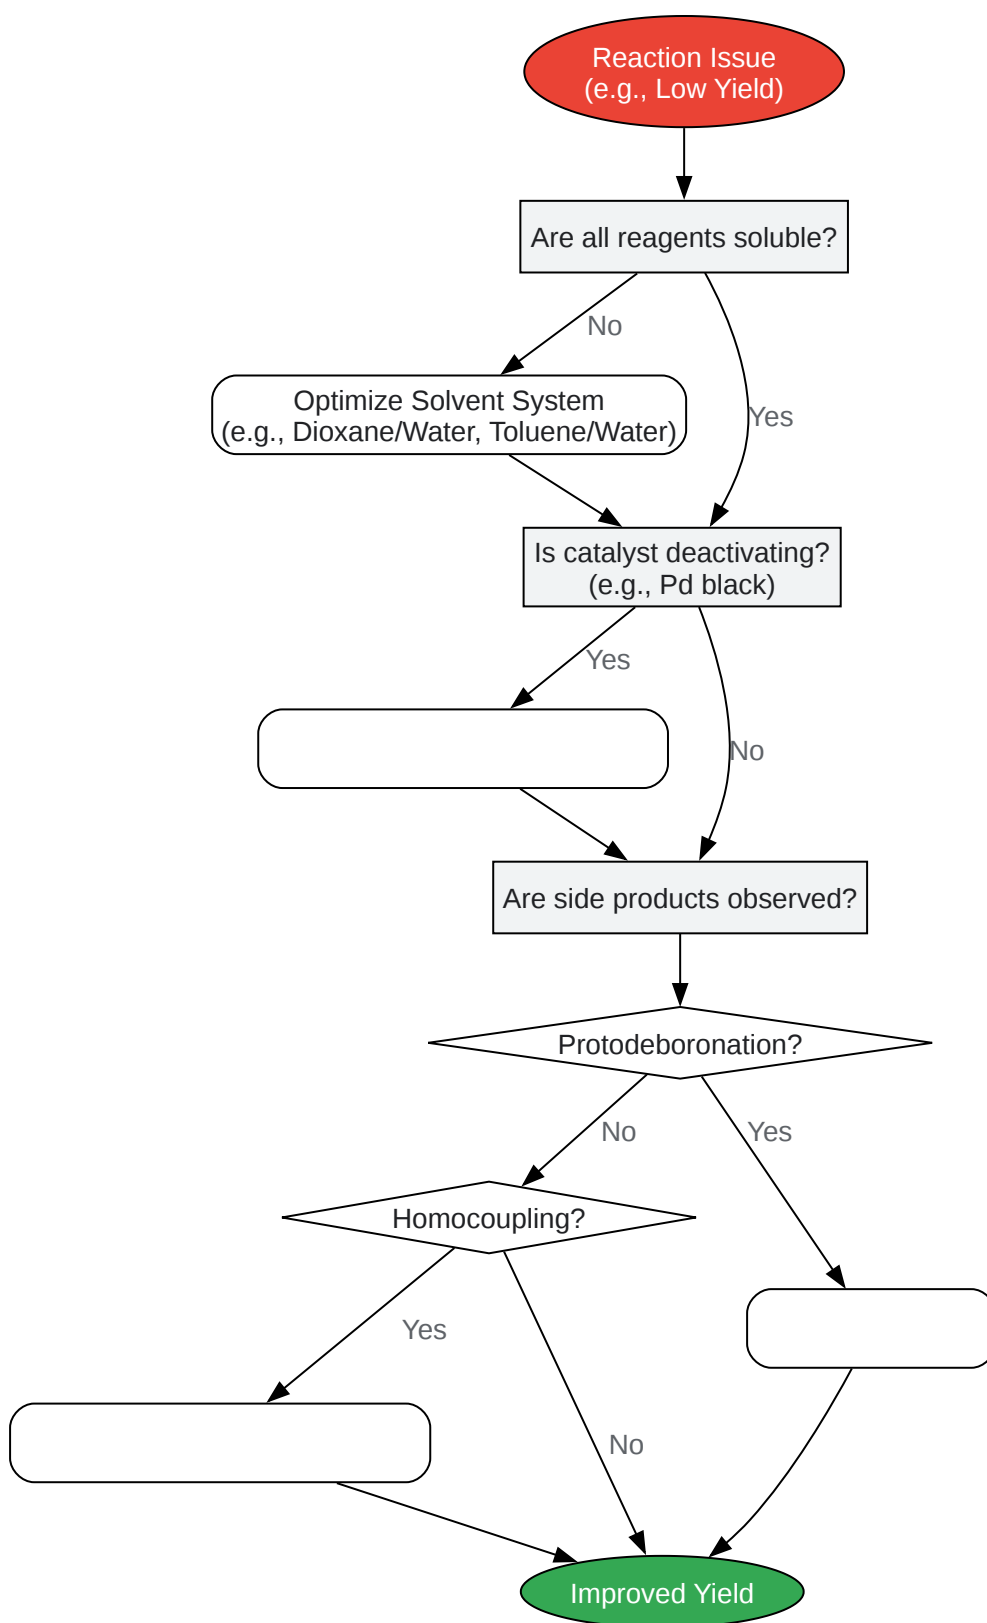 Reaction Issue
(e.g., Low Yield)
Are all reagents soluble?
No
Yes
Optimize Solvent System
(e.g., Dioxane/Water, Toluene/Water)
Is catalyst deactivating?
(e.g., Pd black)
Yes
No
Are side products observed?
Protodeboronation?
No
Yes
Homocoupling?
Yes
No
Improved Yield